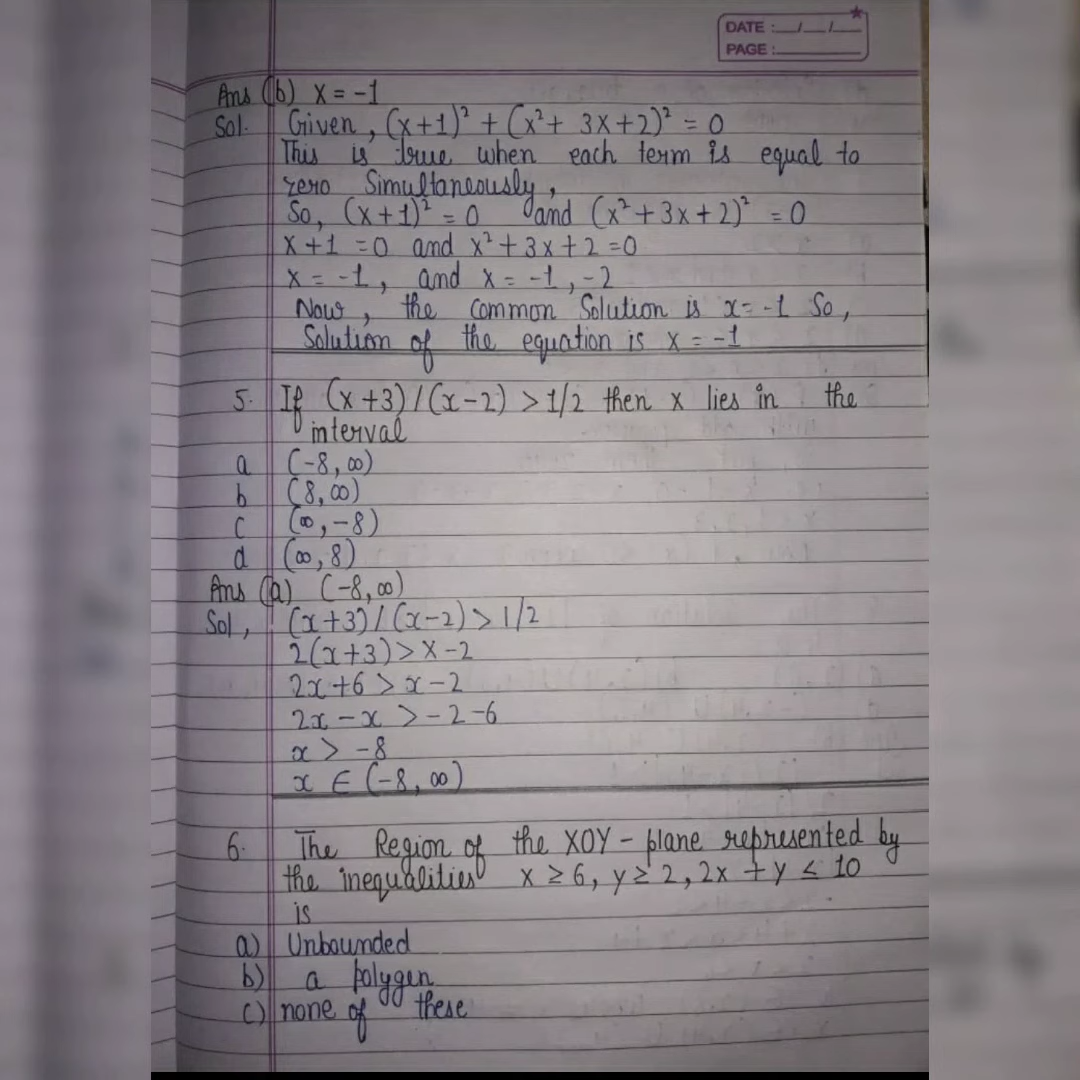 DATE :__/__/__
PAGE :______
Ans (b) x = -1
Sol. Given, (x+1)² + (x²+ 3x+2)² = 0
This is true when each term is equal to
zero Simultaneously,
So, (x+1)² = 0 and (x²+3x+2)² = 0
x+1 =0 and x²+3x+2 =0
x = -1, and x = -1, -2
Now, the common Solution is x= -1 So,
Solution of the equation is x = -1
5. If (x+3)/(x-2) > 1/2 then x lies in the
interval
a (-8, ∞)
b (8, ∞)
c (∞, -8)
d (∞, 8)
Ans (a) (-8, ∞)
Sol, (x+3)/(x-2) > 1/2
2(x+3) > x-2
2x+6 > x-2
2x-x > -2-6
x > -8
x ∈ (-8, ∞)
6. The Region of the XOY - plane represented by
the inequalities x ≥ 6, y ≥ 2, 2x + y ≤ 10
is
a) Unbounded
b) a polygen
c) none of these